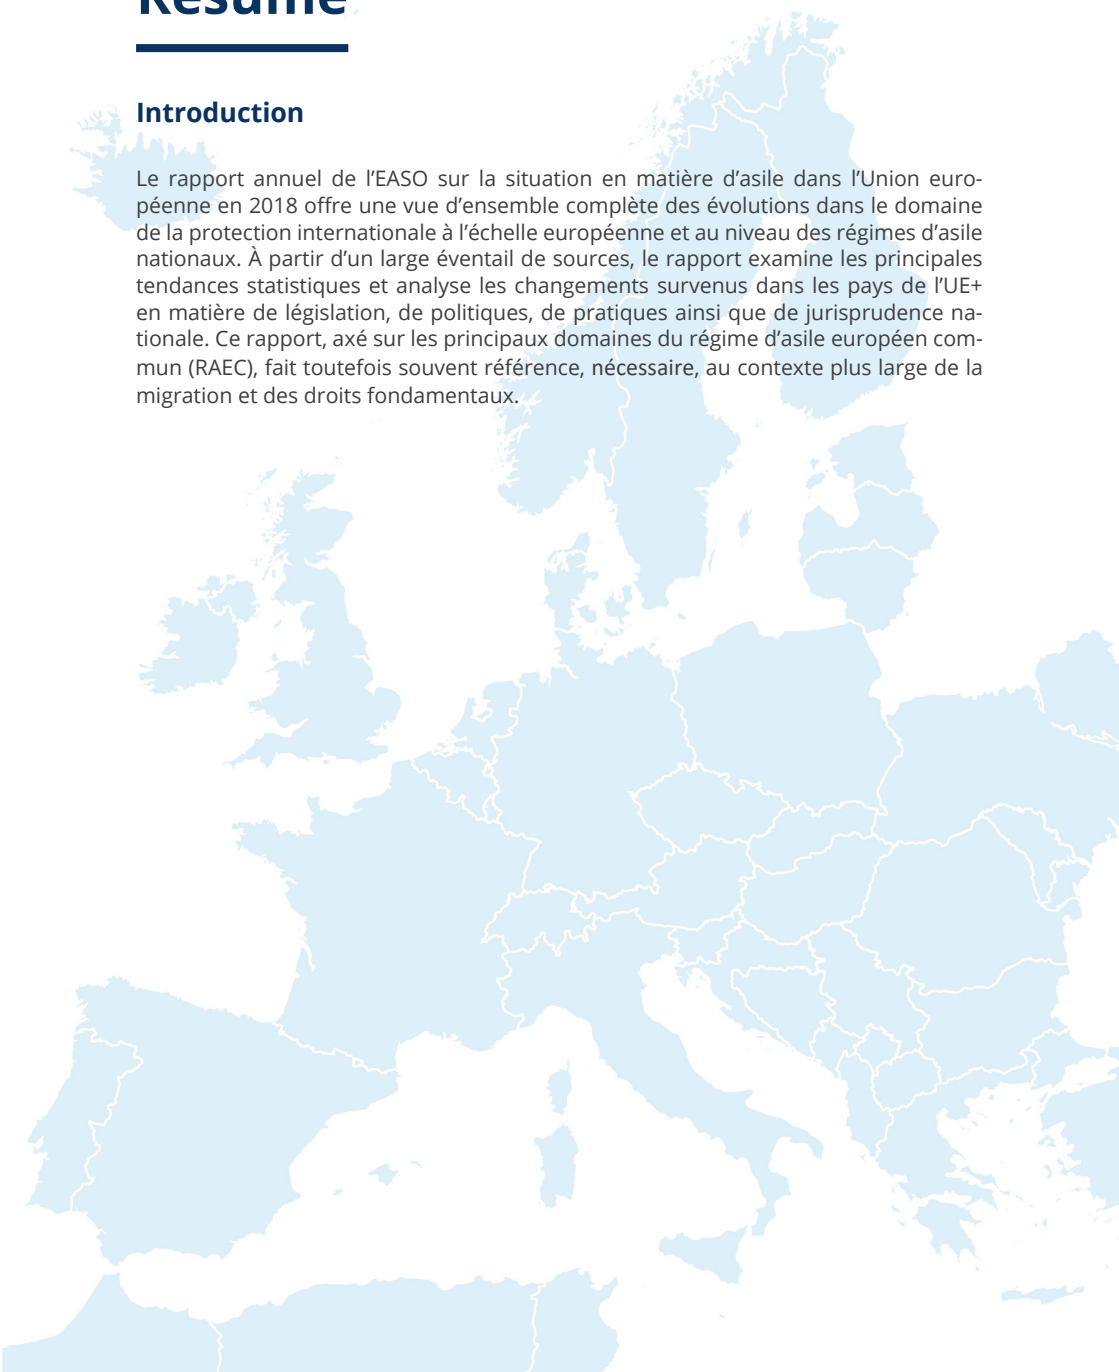 Résumé
Introduction
Le rapport annuel de l’EASO sur la situation en matière d’asile dans l’Union euro-
péenne en 2018 offre une vue d’ensemble complète des évolutions dans le domaine
de la protection internationale à l’échelle européenne et au niveau des régimes d’asile
nationaux. À partir d’un large éventail de sources, le rapport examine les principales
tendances statistiques et analyse les changements survenus dans les pays de l’UE+
en matière de législation, de politiques, de pratiques ainsi que de jurisprudence na-
tionale. Ce rapport, axé sur les principaux domaines du régime d’asile européen com-
mun (RAEC), fait toutefois souvent référence, nécessaire, au contexte plus large de la
migration et des droits fondamentaux.